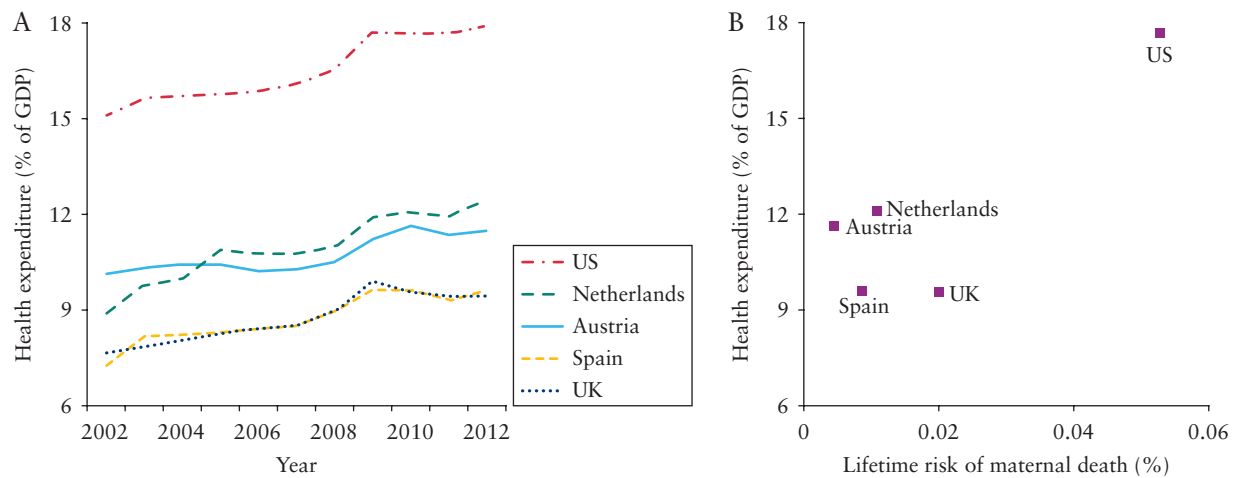 A
Health expenditure (% of GDP)
18
15
12
9
6
2002 2004 2006 2008 2010 2012
Year
US
Netherlands
Austria
Spain
UK
B
Health expenditure (% of GDP)
18
15
12
9
6
US
Netherlands
Austria
Spain
UK
0 0.02 0.04 0.06
Lifetime risk of maternal death (%)